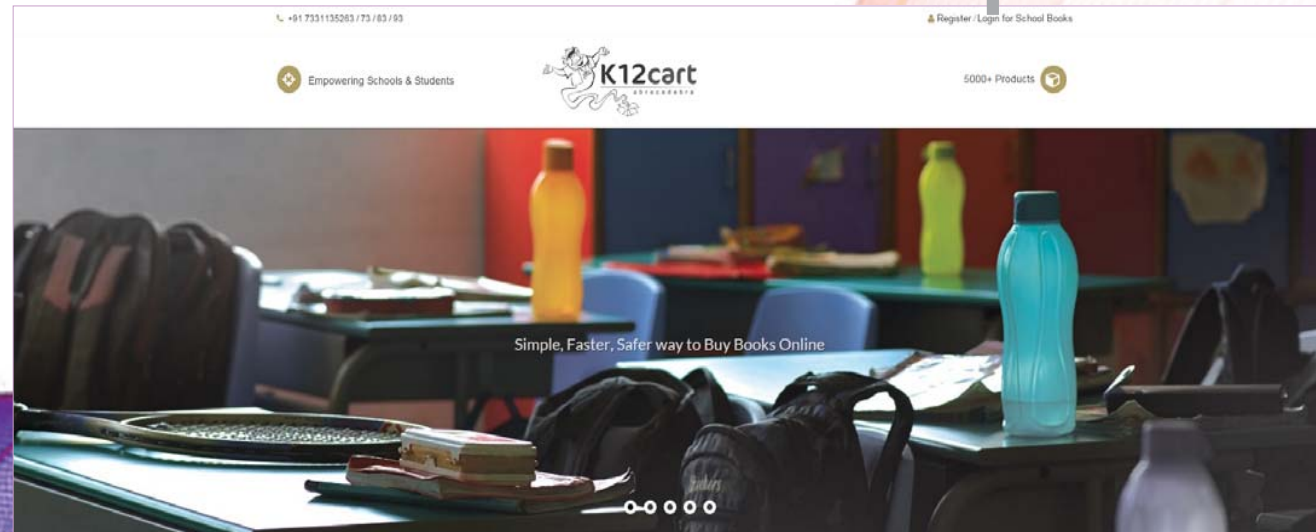 +91 7331135263 / 73 / 83 / 93
Register / Login for School Books
Empowering Schools & Students
K12cart
abracadabra
5000+ Products
Simple, Faster, Safer way to Buy Books Online